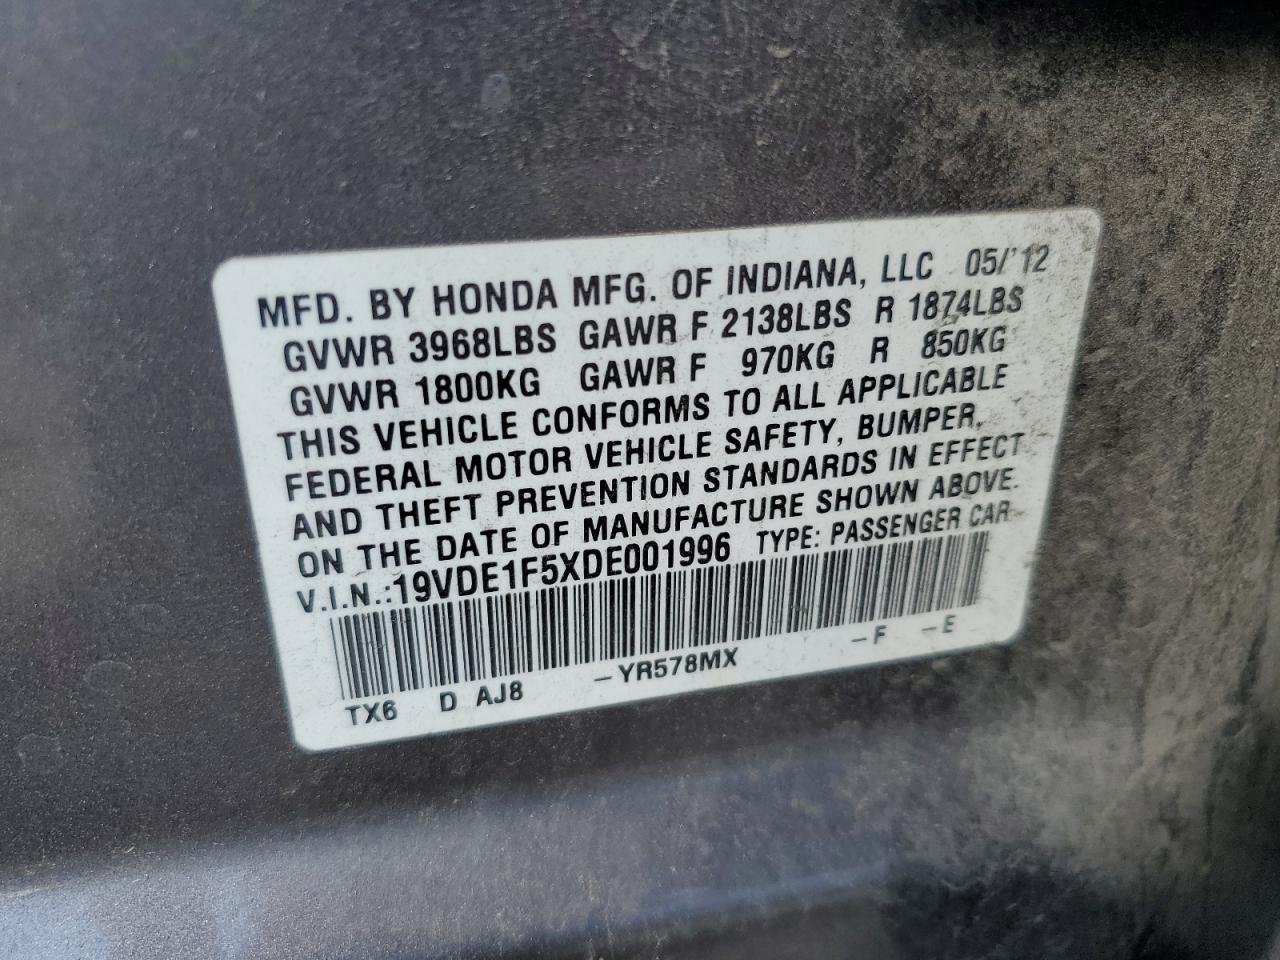 MFD. BY HONDA MFG. OF INDIANA, LLC 05/'12
GVWR 3968LBS GAWR F 2138LBS R 1874LBS
GVWR 1800KG GAWR F 970KG R 850KG
THIS VEHICLE CONFORMS TO ALL APPLICABLE
FEDERAL MOTOR VEHICLE SAFETY, BUMPER,
AND THEFT PREVENTION STANDARDS IN EFFECT
ON THE DATE OF MANUFACTURE SHOWN ABOVE.
V.I.N.:19VDE1F5XDE001996 TYPE: PASSENGER CAR
TX6 D AJ8 -YR578MX -F -E